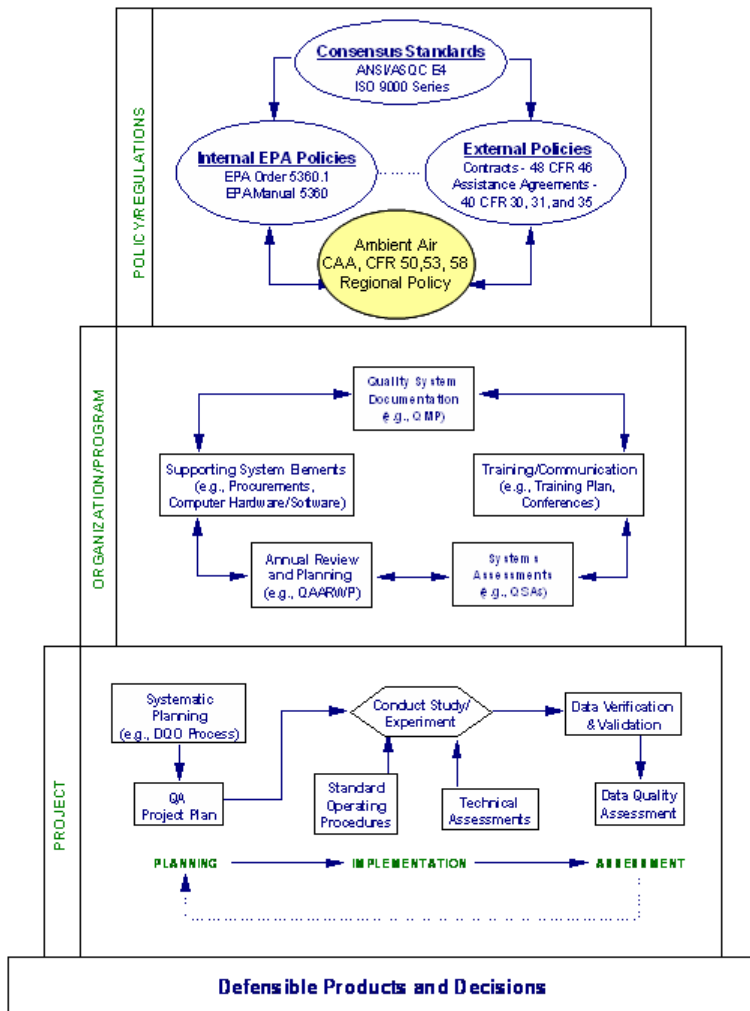 POLICY/REGULATIONS
Consensus Standards
ANSI/ASQC E4
ISO 9000 Series
Internal EPA Policies
EPA Order 5360.1
EPA Manual 5360
External Policies
Contracts - 48 CFR 46
Assistance Agreements -
40 CFR 30, 31, and 35
Ambient Air
CAA, CFR 50,53, 58
Regional Policy
ORGANIZATION/PROGRAM
Quality System
Documentation
(e.g., QMP)
Supporting System Elements
(e.g., Procurements,
Computer Hardware/Software)
Training/Communication
(e.g., Training Plan,
Conferences)
Annual Review
and Planning
(e.g., QAARWP)
Systems
Assessments
(e.g., QSAs)
PROJECT
Systematic
Planning
(e.g., DQO Process)
QA
Project Plan
Conduct Study/
Experiment
Standard
Operating
Procedures
Technical
Assessments
Data Verification
& Validation
Data Quality
Assessment
PLANNING
IMPLEMENTATION
ASSESSMENT
Defensible Products and Decisions